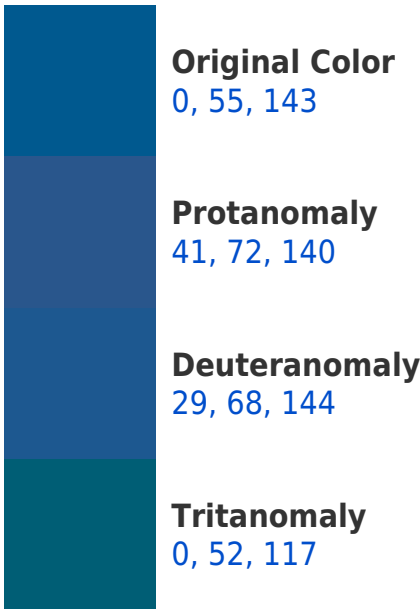 Original Color
0, 55, 143
Protanomaly
41, 72, 140
Deuteranomaly
29, 68, 144
Tritanomaly
0, 52, 117